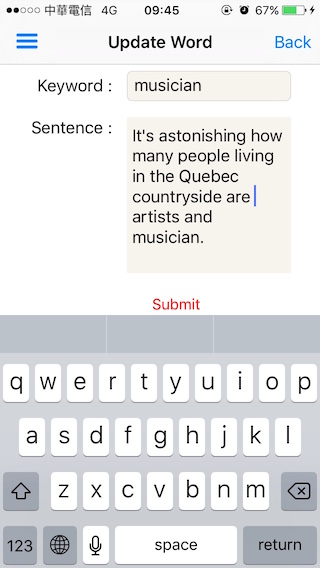 中華電信 4G 09:45 67%
Update Word Back
Keyword : musician
Sentence : It's astonishing how
many people living
in the Quebec
countryside are
artists and
musician.
Submit
q w e r t y u i o p
a s d f g h j k l
z x c v b n m
123 space return